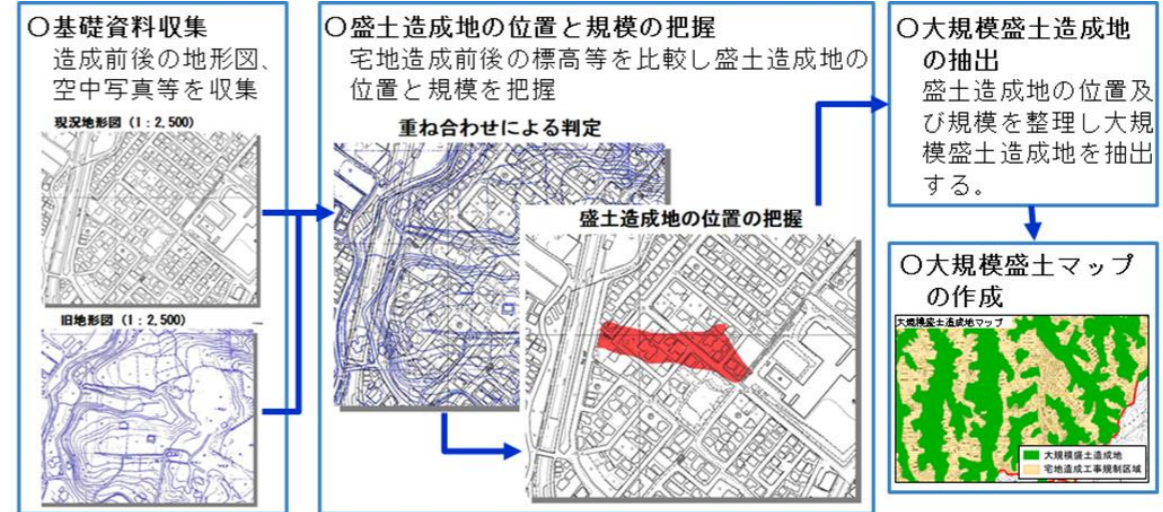 〇基礎資料収集
造成前後の地形図、
空中写真等を収集
現況地形図（1：2,500）
旧地形図（1：2,500）
〇盛土造成地の位置と規模の把握
宅地造成前後の標高等を比較し盛土造成地の
位置と規模を把握
重ね合わせによる判定
盛土造成地の位置の把握
〇大規模盛土造成地
の抽出
盛土造成地の位置及
び規模を整理し大規
模盛土造成地を抽出
する。
〇大規模盛土マップ
の作成
大規模盛土造成地マップ
大規模盛土造成地
宅地造成工事規制区域